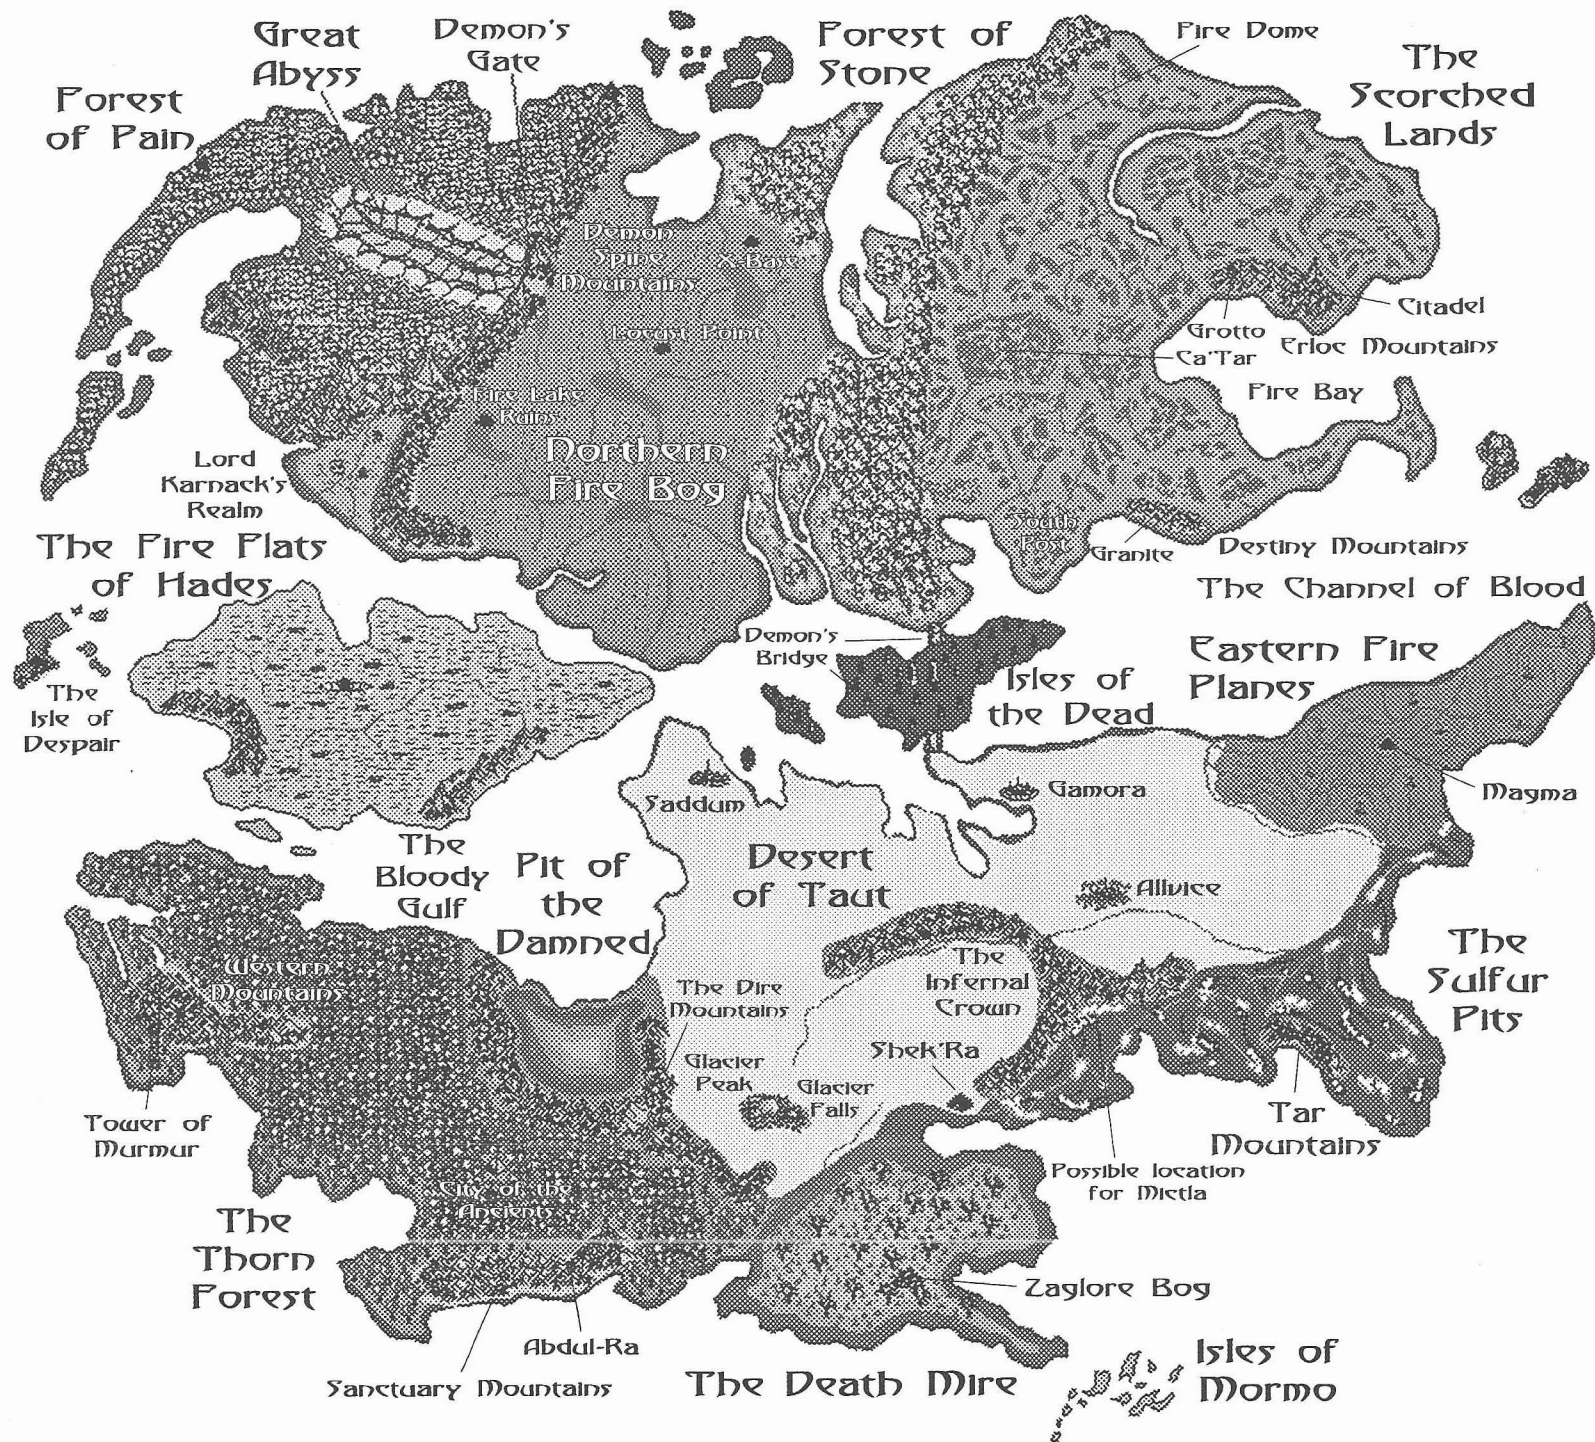 Great
Abyss
Demon's
Gate
Forest of
Stone
Fire Dome
The
Scorched
Lands
Forest
of Pain
Demon
Spine
Mountains
X-Base
Citadel
Grotto
Erloc Mountains
Ca'Tar
Locust Point
Fire Bay
Fire Lake
Ruins
Northern
Fire Bog
Lord
Karnack's
Realm
South
Post
Granite
Destiny Mountains
The Fire Flats
of Hades
The Channel of Blood
Demon's
Bridge
Eastern Fire
Planes
Isles of
the Dead
The
Isle of
Despair
Magma
Saddum
Gamora
The
Bloody
Gulf
Pit of
the
Damned
Desert
of Taut
Allvice
The
Sulfur
Pits
Western
Mountains
The Dire
Mountains
The
Infernal
Crown
Shek'Ra
Glacier
Peak
Glacier
Falls
Tower of
Murmur
Tar
Mountains
Possible location
for Mictla
City of the
Ancients
The
Thorn
Forest
Zaglore Bog
Abdul-Ra
Sanctuary Mountains
The Death Mire
Isles of
Mormo